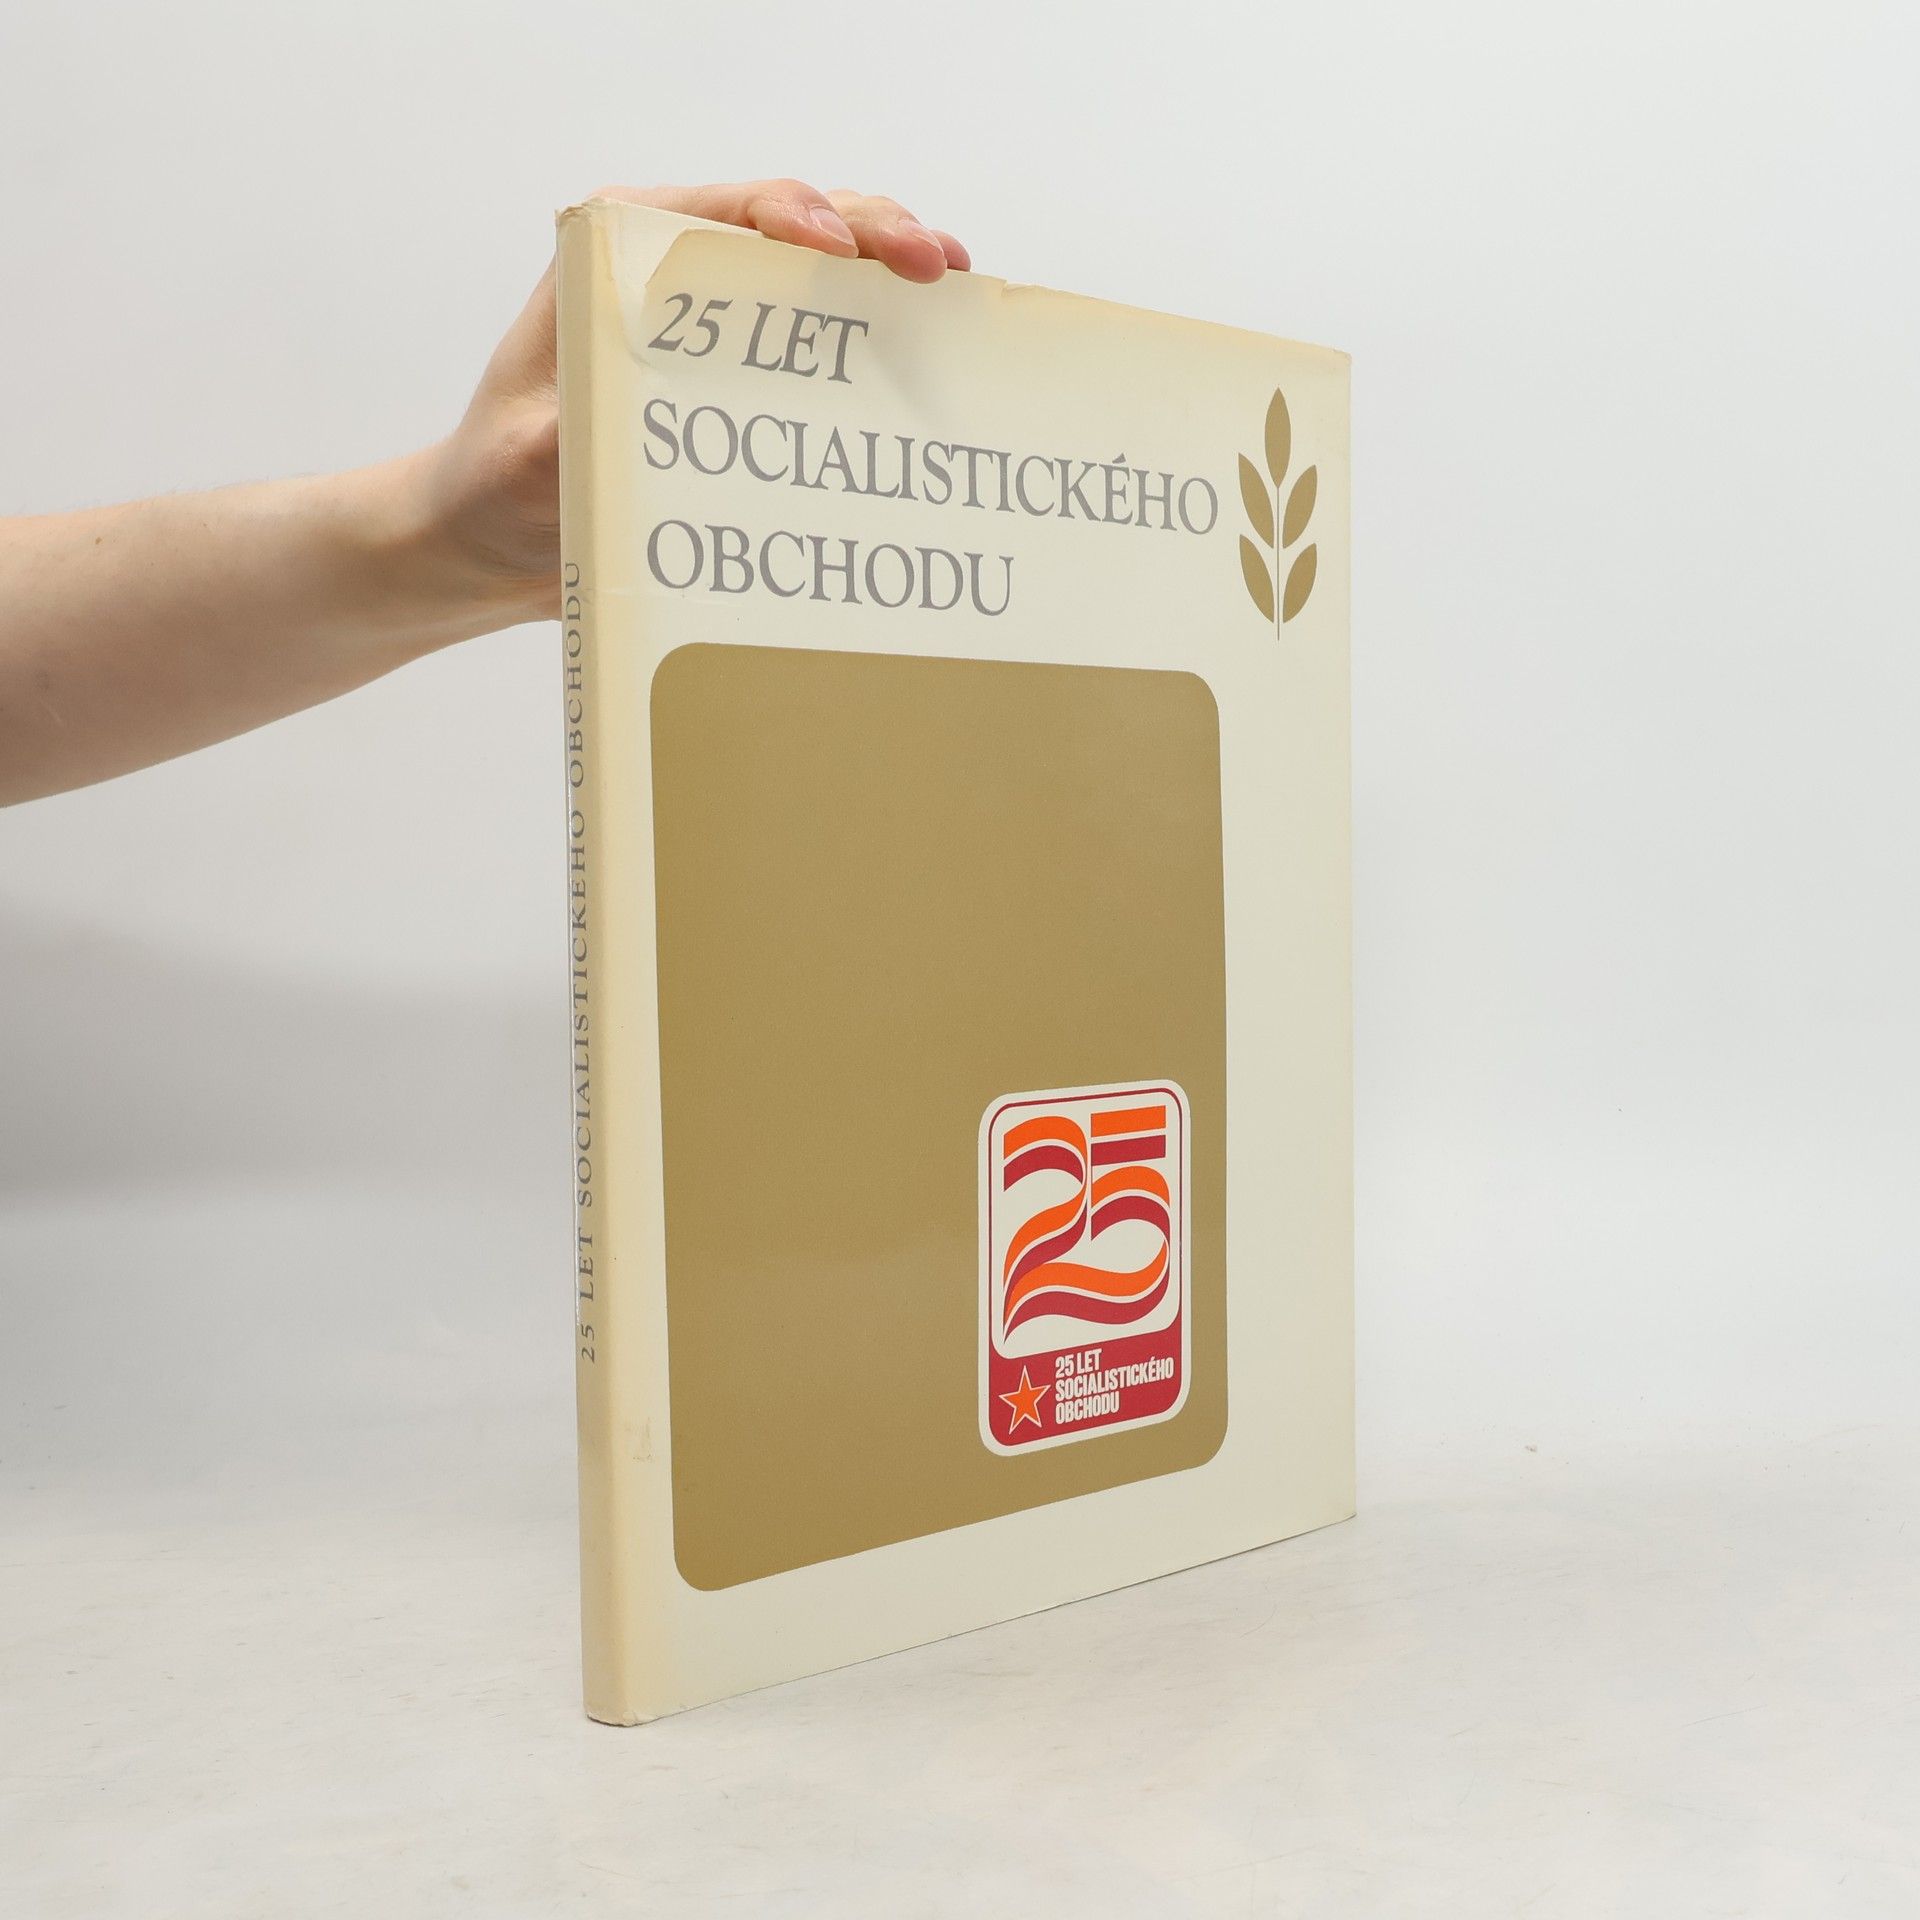 25 LET
SOCIALISTICKÉHO
OBCHODU
25 LET SOCIALISTICKÉHO OBCHODU
25
25 LET
SOCIALISTICKÉHO
OBCHODU